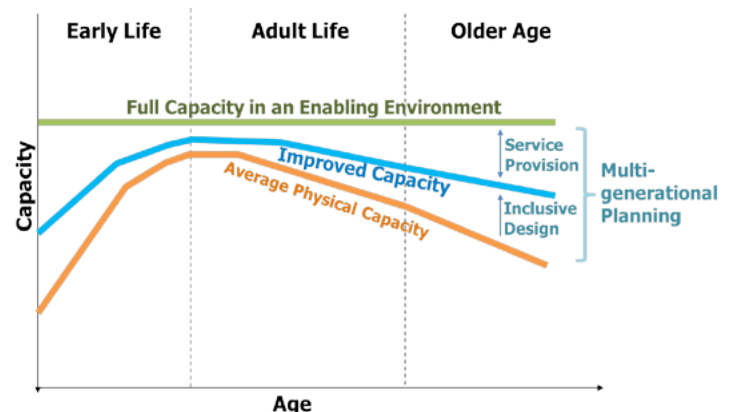 Early Life
Adult Life
Older Age
Full Capacity in an Enabling Environment
Capacity
Improved Capacity
Average Physical Capacity
Service
Provision
Inclusive
Design
Multi-
generational
Planning
Age